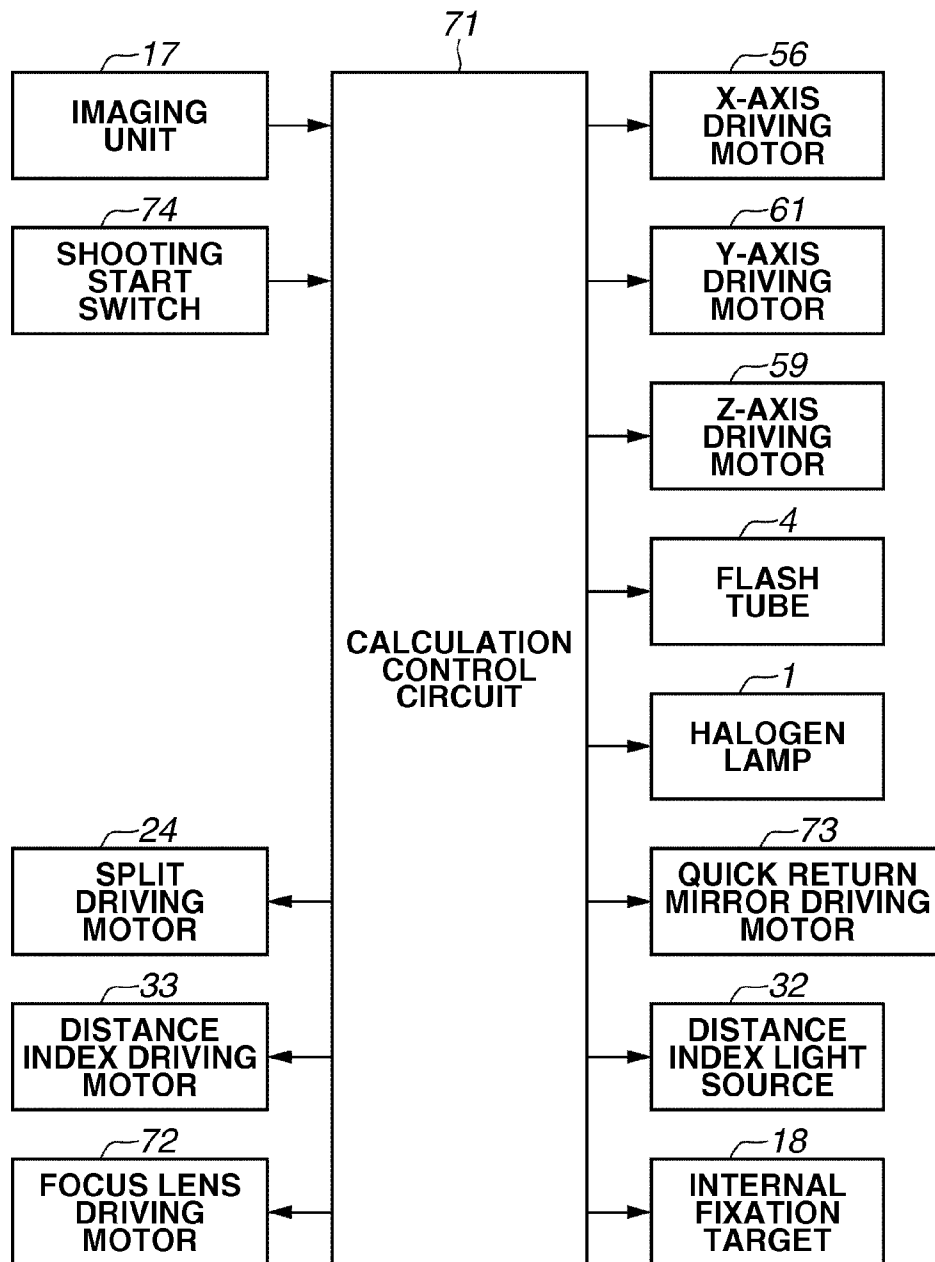 71
17
IMAGING
UNIT
74
SHOOTING
START
SWITCH
24
SPLIT
DRIVING
MOTOR
33
DISTANCE
INDEX DRIVING
MOTOR
72
FOCUS LENS
DRIVING
MOTOR
CALCULATION
CONTROL
CIRCUIT
56
X-AXIS
DRIVING
MOTOR
61
Y-AXIS
DRIVING
MOTOR
59
Z-AXIS
DRIVING
MOTOR
4
FLASH
TUBE
1
HALOGEN
LAMP
73
QUICK RETURN
MIRROR DRIVING
MOTOR
32
DISTANCE
INDEX LIGHT
SOURCE
18
INTERNAL
FIXATION
TARGET